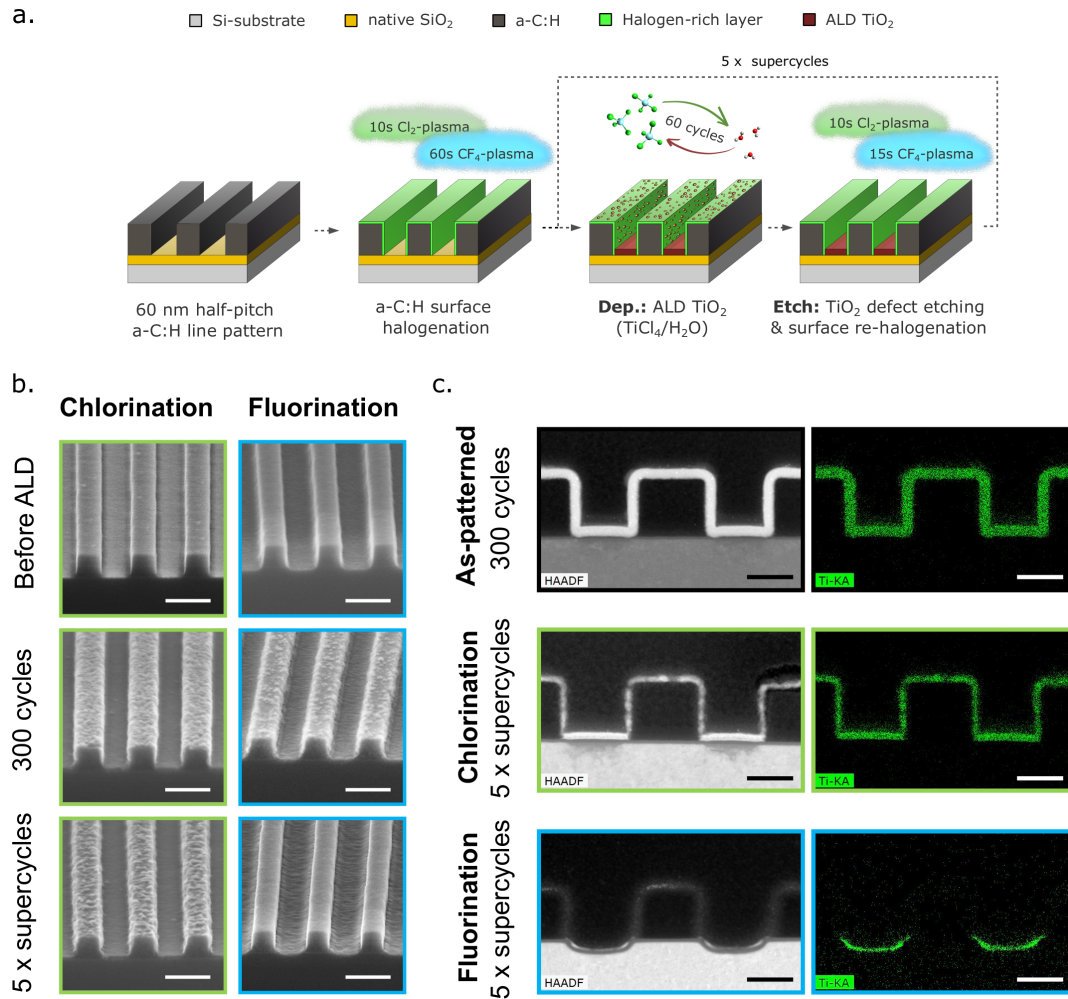 a.
Si-substrate native SiO₂ a-C:H Halogen-rich layer ALD TiO₂
5 x supercycles
10s Cl₂-plasma
60s CF₄-plasma
60 cycles
10s Cl₂-plasma
15s CF₄-plasma
60 nm half-pitch
a-C:H line pattern
a-C:H surface
halogenation
Dep.: ALD TiO₂
(TiCl₄/H₂O)
Etch: TiO₂ defect etching
& surface re-halogenation
b.
Chlorination Fluorination
Before ALD
300 cycles
5 x supercycles
c.
As-patterned
300 cycles
HAADF
Ti-KA
Chlorination
5 x supercycles
HAADF
Ti-KA
Fluorination
5 x supercycles
HAADF
Ti-KA